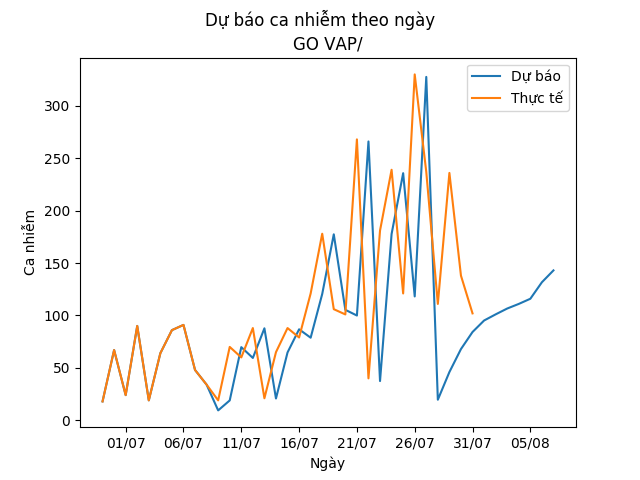 Dự báo ca nhiễm theo ngày
GO VAP/
Dự báo
Thực tế
Ca nhiễm
300
250
200
150
100
50
0
01/07 06/07 11/07 16/07 21/07 26/07 31/07 05/08
Ngày